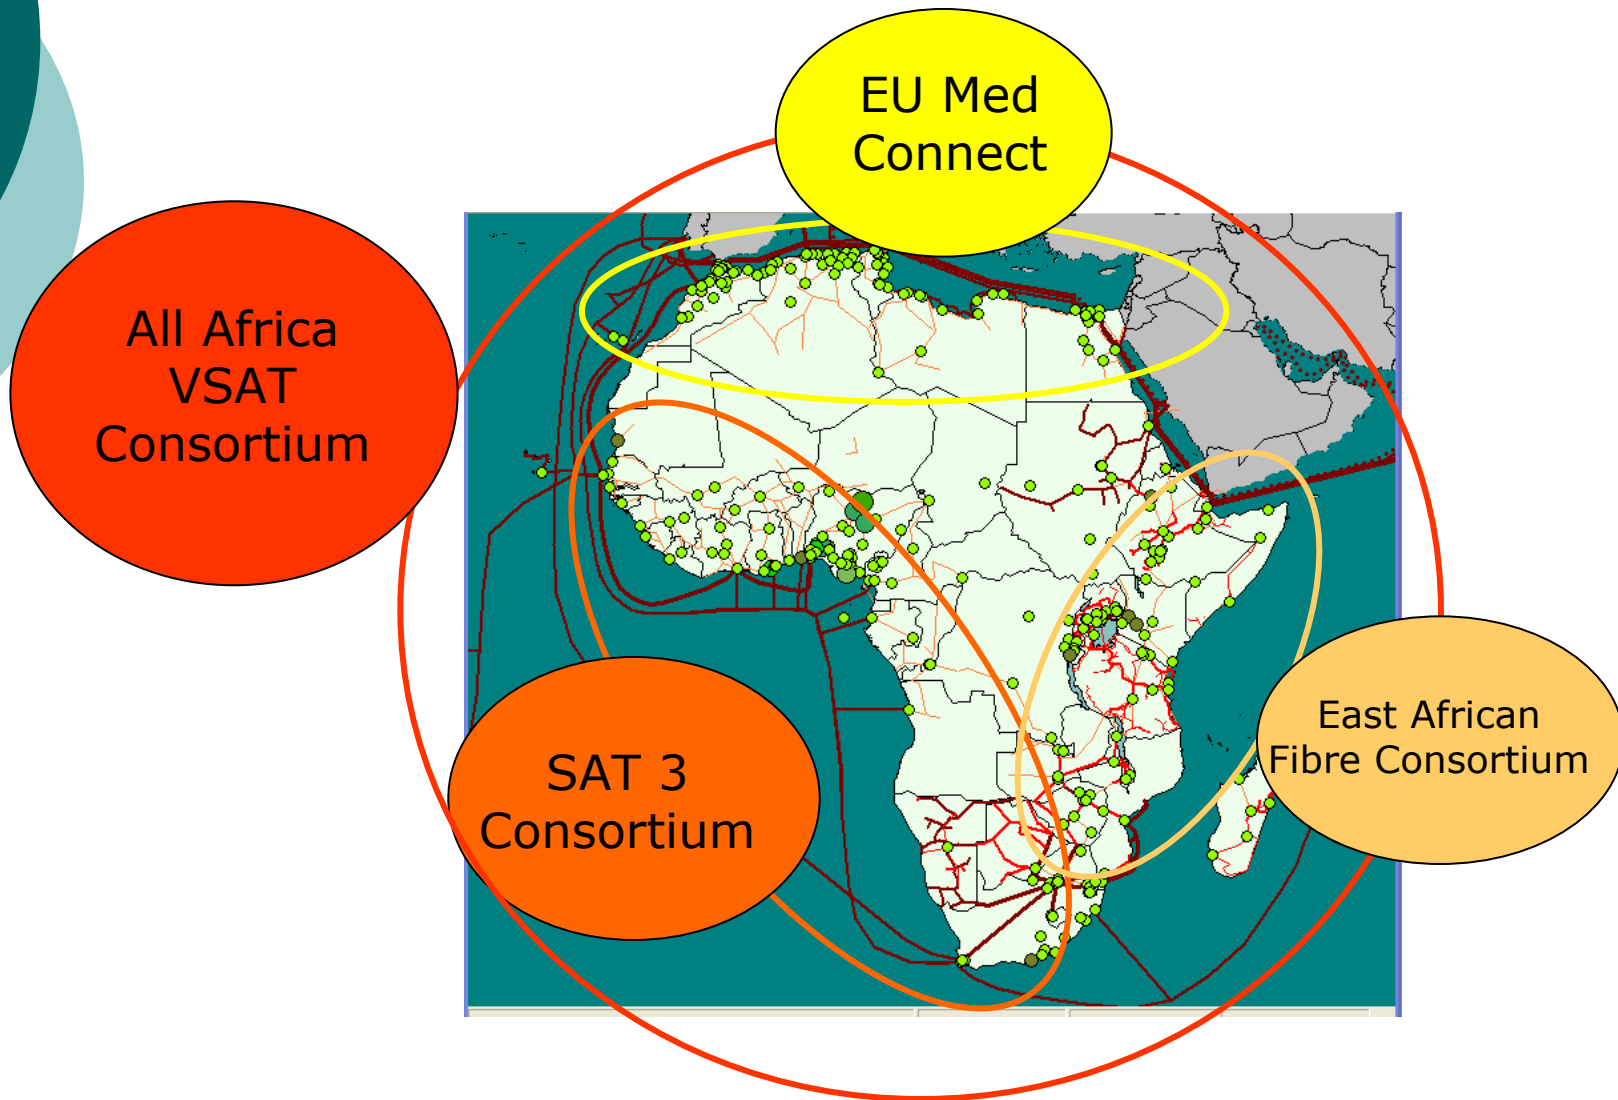 EU Med
Connect
All Africa
VSAT
Consortium
SAT 3
Consortium
East African
Fibre Consortium